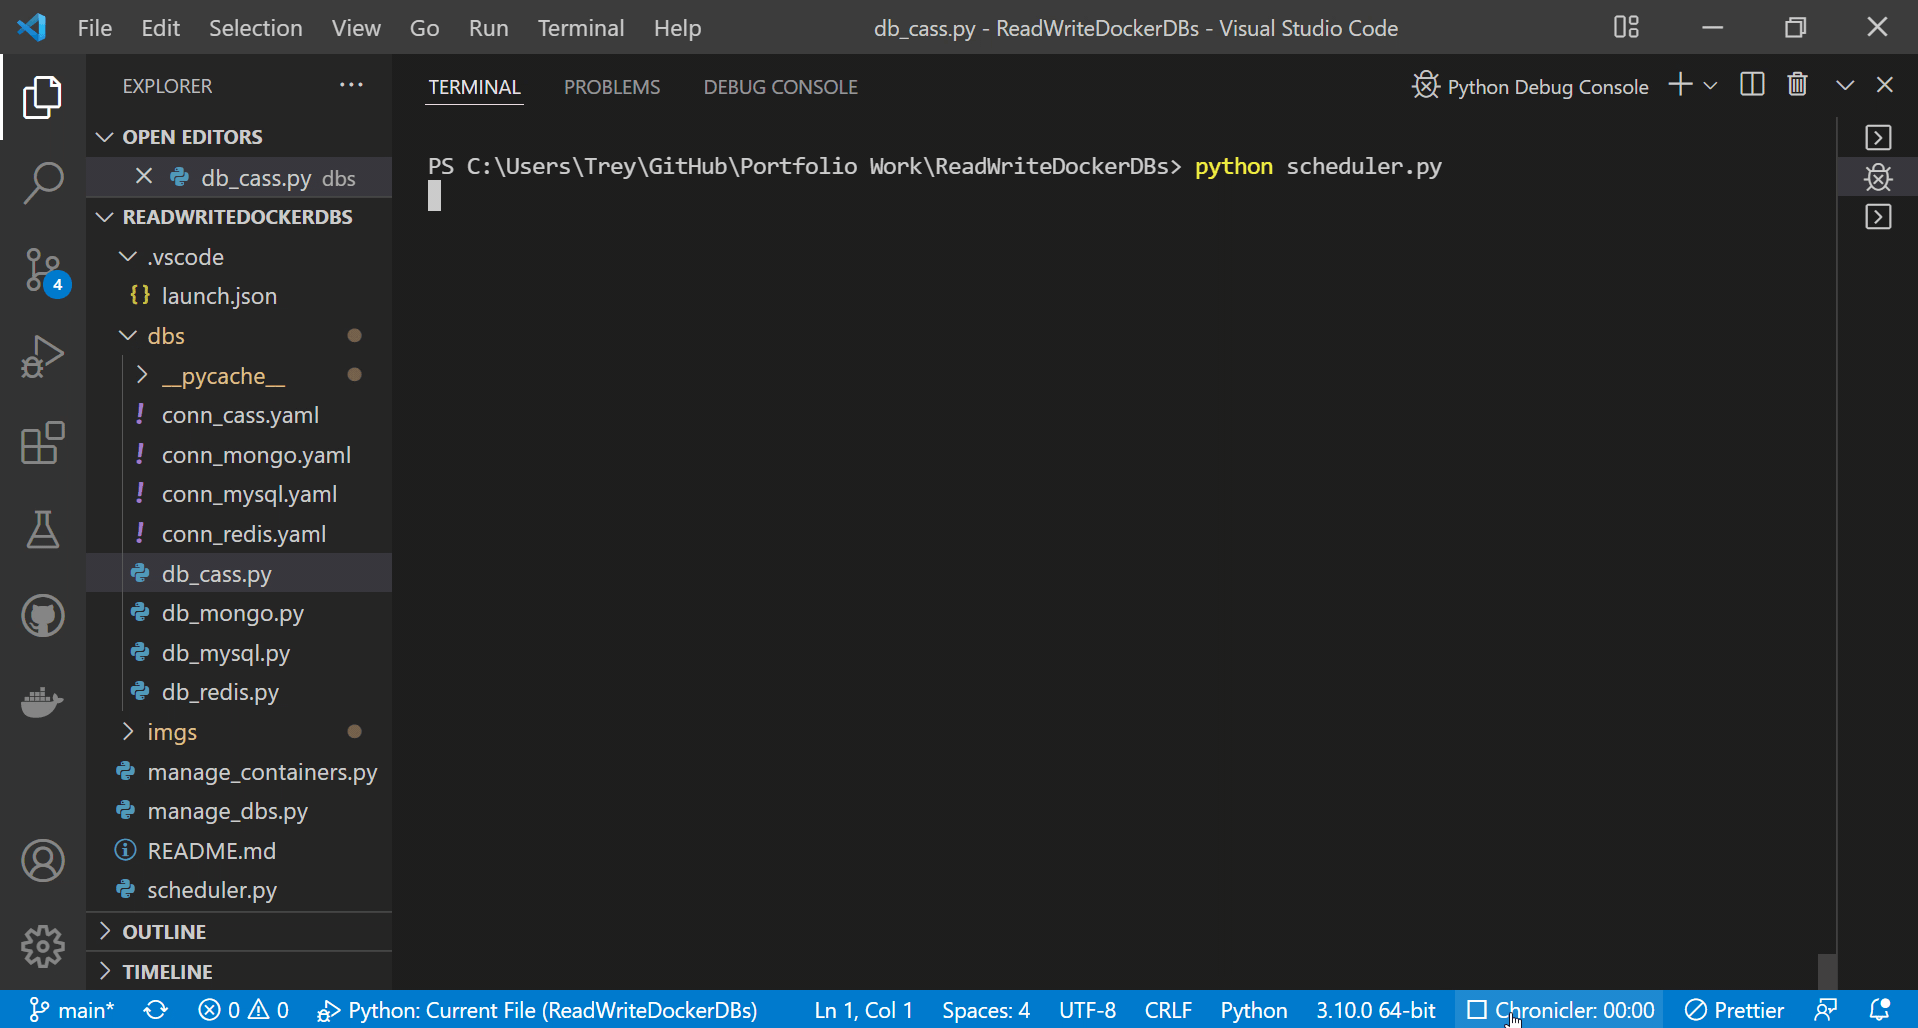 File Edit Selection View Go Run Terminal Help db_cass.py - ReadWriteDockerDBs - Visual Studio Code
EXPLORER ···
TERMINAL PROBLEMS DEBUG CONSOLE Python Debug Console
OPEN EDITORS
db_cass.py dbs
READWRITEDOCKERDBS
.vscode
{} launch.json
dbs
__pycache__
! conn_cass.yaml
! conn_mongo.yaml
! conn_mysql.yaml
! conn_redis.yaml
db_cass.py
db_mongo.py
db_mysql.py
db_redis.py
imgs
manage_containers.py
manage_dbs.py
README.md
scheduler.py
OUTLINE
TIMELINE
4
PS C:\Users\Trey\GitHub\Portfolio Work\ReadWriteDockerDBs> python scheduler.py
main* 0 0 Python: Current File (ReadWriteDockerDBs) Ln 1, Col 1 Spaces: 4 UTF-8 CRLF Python 3.10.0 64-bit Chronicler: 00:00 Prettier